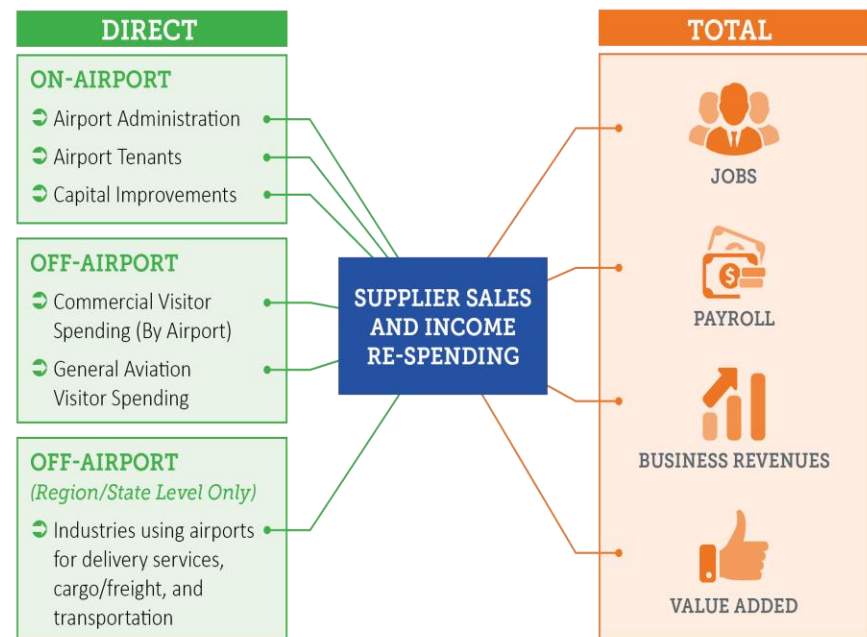 DIRECT
ON-AIRPORT
Airport Administration
Airport Tenants
Capital Improvements
OFF-AIRPORT
Commercial Visitor
Spending (By Airport)
General Aviation
Visitor Spending
OFF-AIRPORT
(Region/State Level Only)
Industries using airports
for delivery services,
cargo/freight, and
transportation
SUPPLIER SALES
AND INCOME
RE-SPENDING
TOTAL
JOBS
$
PAYROLL
BUSINESS REVENUES
VALUE ADDED